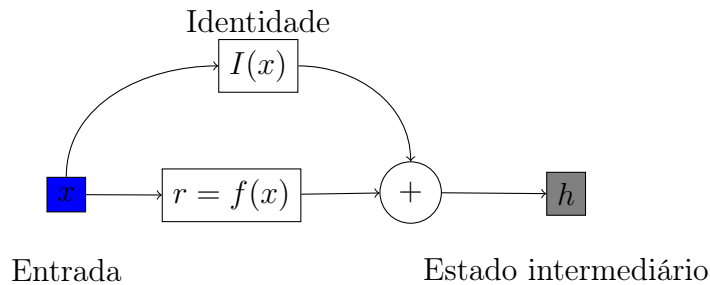 Identidade
I(x)
x
r = f(x)
+
h
Entrada
Estado intermediário